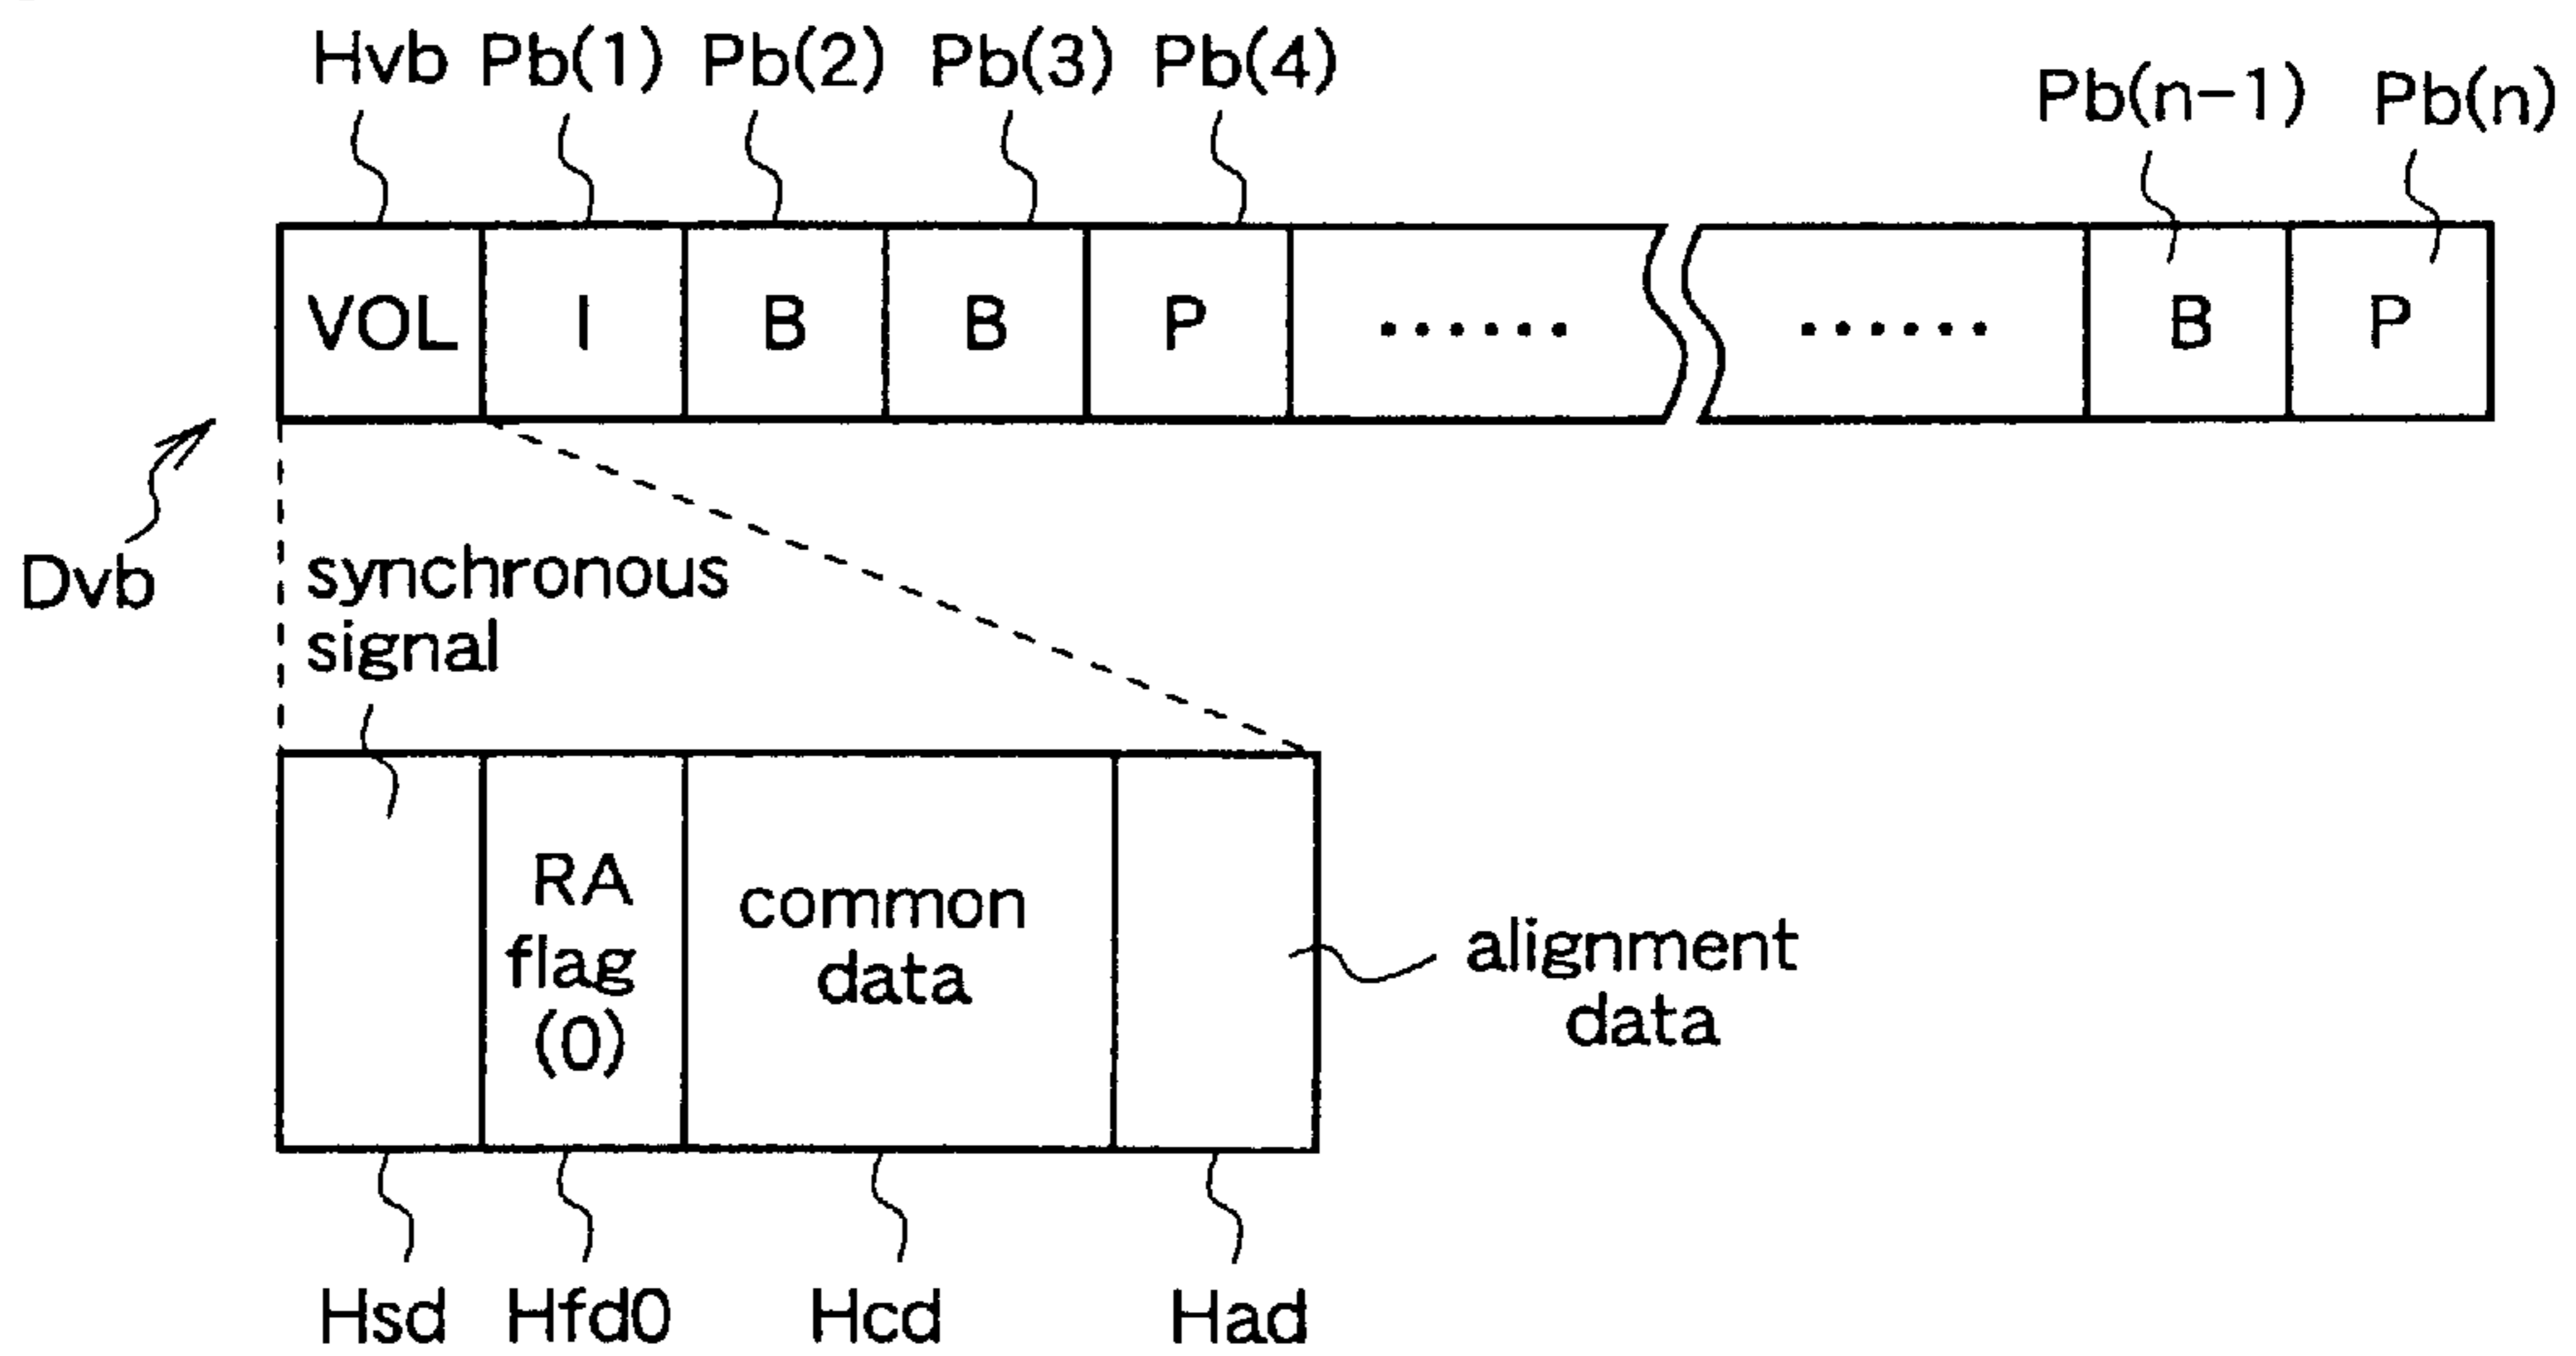 Hvb Pb(1) Pb(2) Pb(3) Pb(4) Pb(n-1) Pb(n)
VOL I B B P ...... ...... B P
Dvb
synchronous
signal
RA
flag
(0)
common
data
alignment
data
Hsd Hfd0 Hcd Had